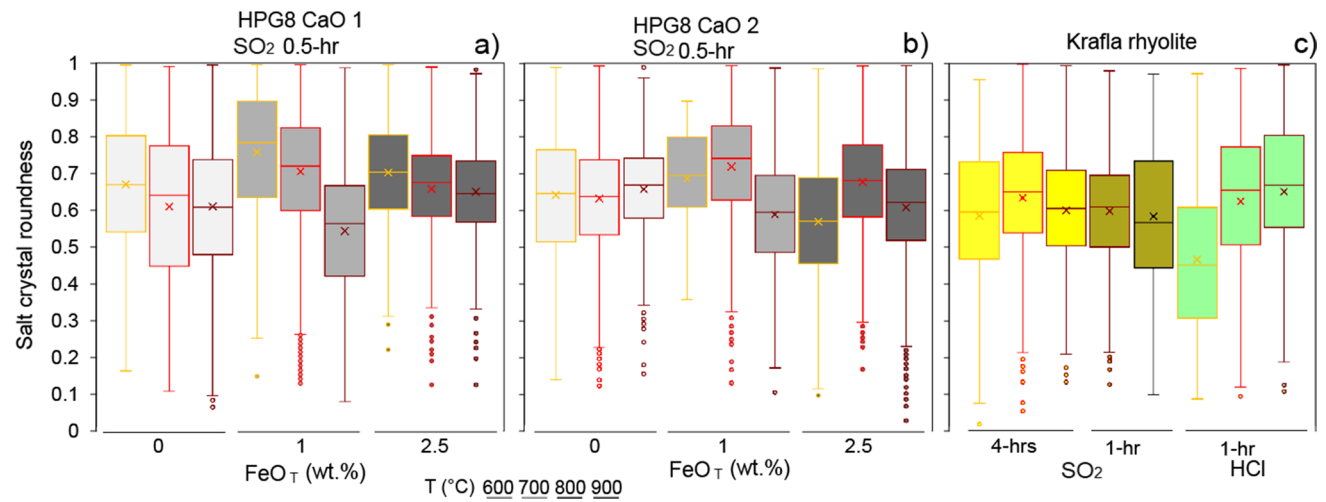 HPG8 CaO 1
SO2 0.5-hr
a)
HPG8 CaO 2
SO2 0.5-hr
b)
Krafla rhyolite
c)
Salt crystal roundness
1
0.9
0.8
0.7
0.6
0.5
0.4
0.3
0.2
0.1
0
0 1 2.5
FeO T (wt.%)
0 1 2.5
FeO T (wt.%)
4-hrs 1-hr 1-hr
SO2 HCl
T (°C) 600 700 800 900